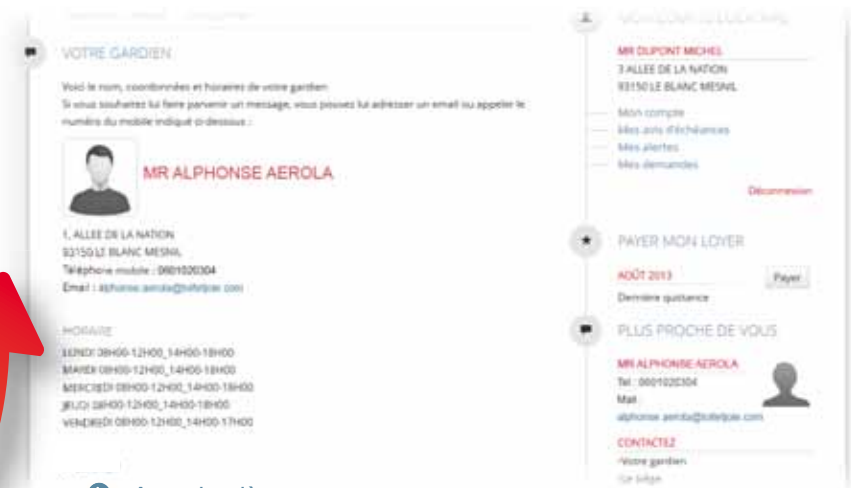 VOTRE GARDIEN
Voici le nom, coordonnées et horaires de votre gardien
Si vous souhaitez lui faire parvenir un message, vous pouvez lui adresser un email ou appeler le
numéro du mobile indiqué ci-dessous :
MR ALPHONSE AEROLA
1, ALLEE DE LA NATION
93150 LE BLANC MESNIL
Téléphone mobile : 0601020304
Email :
HORAIRE
LUNDI 08H00-12H00_14H00-18H00
MARDI 08H00-12H00_14H00-18H00
MERCREDI 08H00-12H00_14H00-18H00
JEUDI 08H00-12H00_14H00-18H00
VENDREDI 08H00-12H00_14H00-17H00
MR DUPONT MICHEL
3 ALLEE DE LA NATION
93150 LE BLANC MESNIL
Mon compte
Mes avis d'échéances
Mes alertes
Mes demandes
Déconnexion
PAYER MON LOYER
AOÛT 2013
Payer
Dernière quittance
PLUS PROCHE DE VOUS
MR ALPHONSE AEROLA
Tel : 0601020304
Mail :
CONTACTEZ
Votre gardien
Le siège